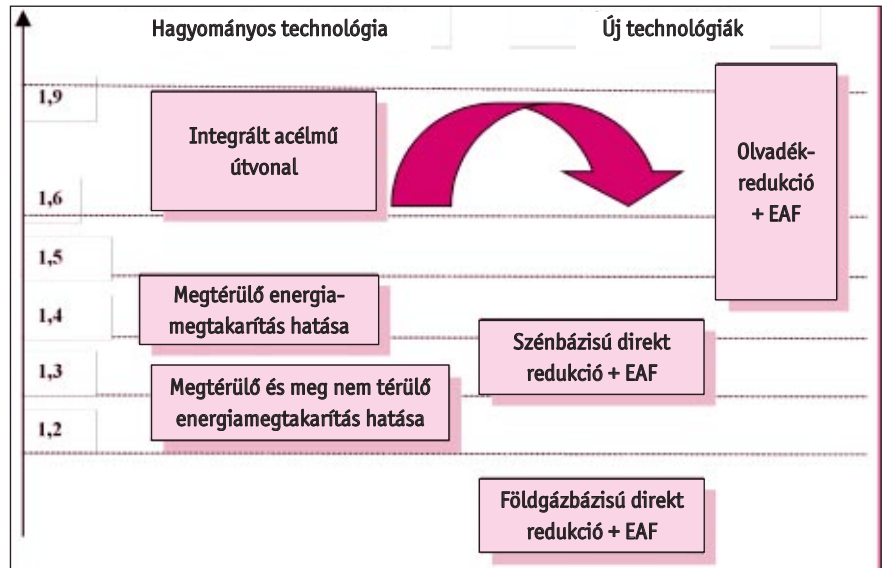 Hagyományos technológia
Új technológiák
1,9
Integrált acélmű
útvonal
Olvadék-
redukció
+ EAF
1,6
1,5
Megtérülő energia-
megtakarítás hatása
1,4
Szénbázisú direkt
redukció + EAF
1,3
Megtérülő és meg nem térülő
energiamegtakarítás hatása
1,2
Földgázbázisú direkt
redukció + EAF